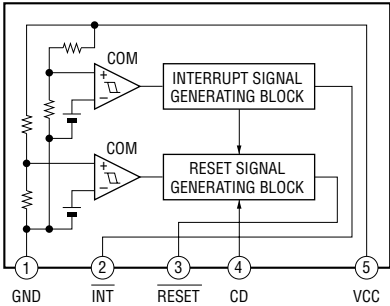 COM
+
−
INTERRUPT SIGNAL
GENERATING BLOCK
COM
+
−
RESET SIGNAL
GENERATING BLOCK
1 2 3 4 5
GND INT RESET CD VCC